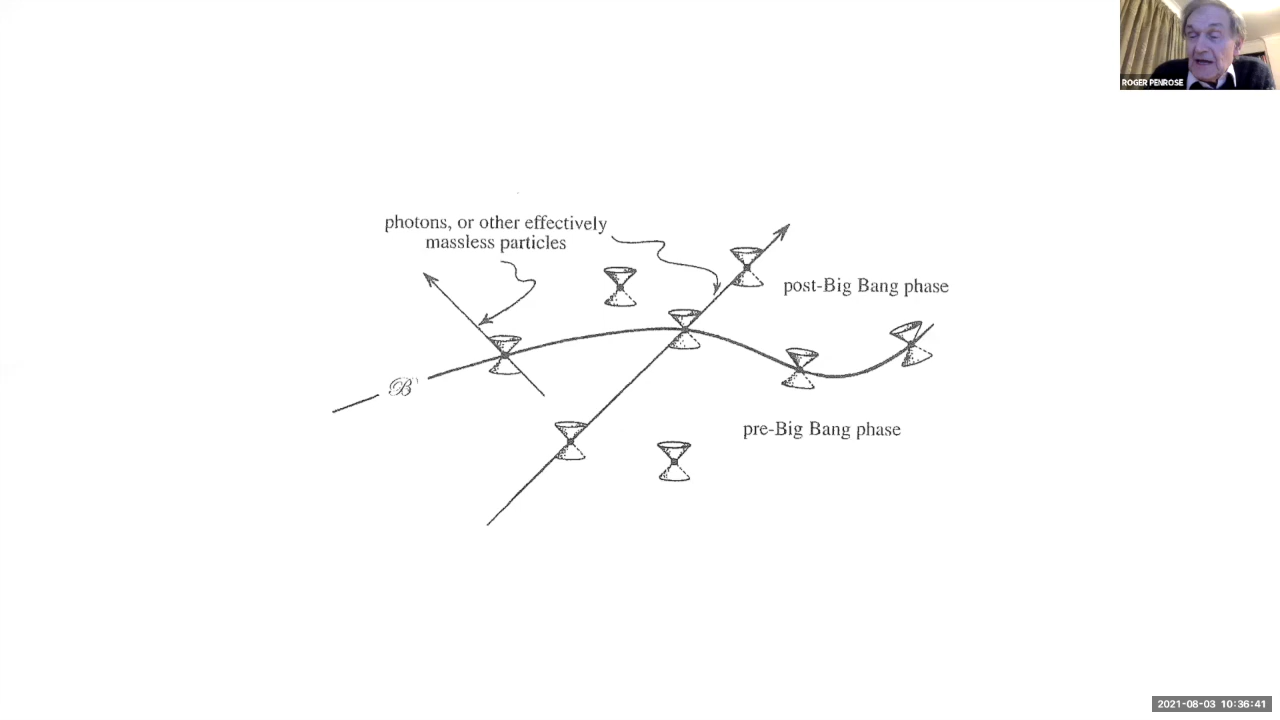 ROGER PENROSE
photons, or other effectively
massless particles
post-Big Bang phase
ℬ
pre-Big Bang phase
2021-08-03 10:36:41